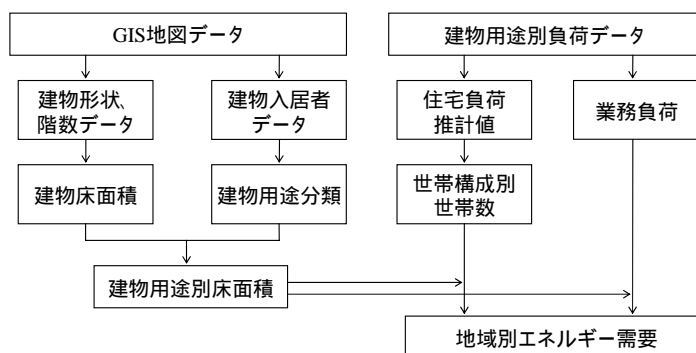 GIS地図データ
建物用途別負荷データ
建物形状、
階数データ
建物入居者
データ
住宅負荷
推計値
業務負荷
建物床面積
建物用途分類
世帯構成別
世帯数
建物用途別床面積
地域別エネルギー需要